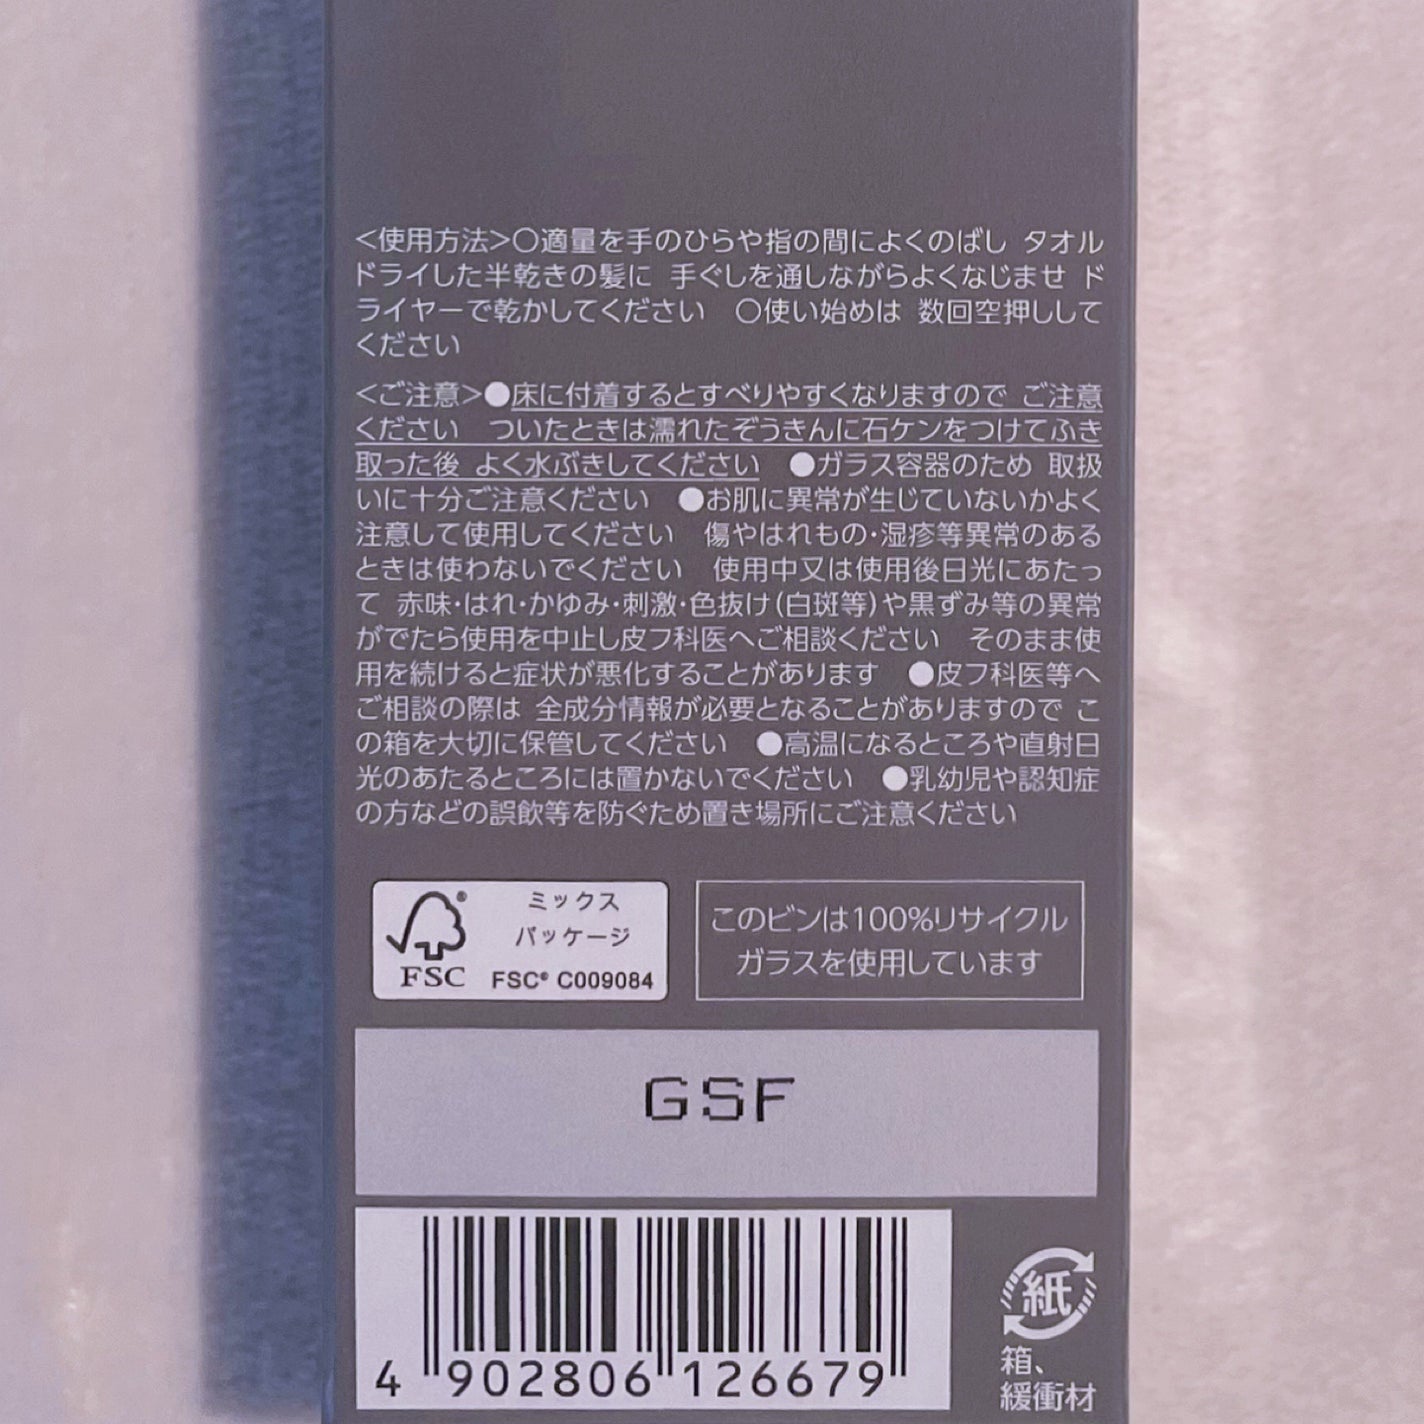 <使用方法>○適量を手のひらや指の間によくのばし タオル
ドライした半乾きの髪に 手ぐしを通しながらよくなじませ ド
ライヤーで乾かしてください ○使い始めは 数回空押しして
ください
<ご注意>●床に付着するとすべりやすくなりますので ご注意
ください ついたときは濡れたぞうきんに石ケンをつけてふき
取った後 よく水ぶきしてください ●ガラス容器のため 取扱
いに十分ご注意ください ●お肌に異常が生じていないかよく
注意して使用してください 傷やはれもの・湿疹等異常のある
ときは使わないでください 使用中又は使用後日光にあたっ
て 赤味・はれ・かゆみ・刺激・色抜け(白斑等)や黒ずみ等の異常
がでたら使用を中止し皮フ科医へご相談ください そのまま使
用を続けると症状が悪化することがあります ●皮フ科医等へ
ご相談の際は 全成分情報が必要となることがありますので こ
の箱を大切に保管してください ●高温になるところや直射日
光のあたるところには置かないでください ●乳幼児や認知症
の方などの誤飲等を防ぐため置き場所にご注意ください
ミックス
パッケージ
FSC
FSC® C009084
このビンは100%リサイクル
ガラスを使用しています
GSF
4 902806 126679
紙
箱、
緩衝材